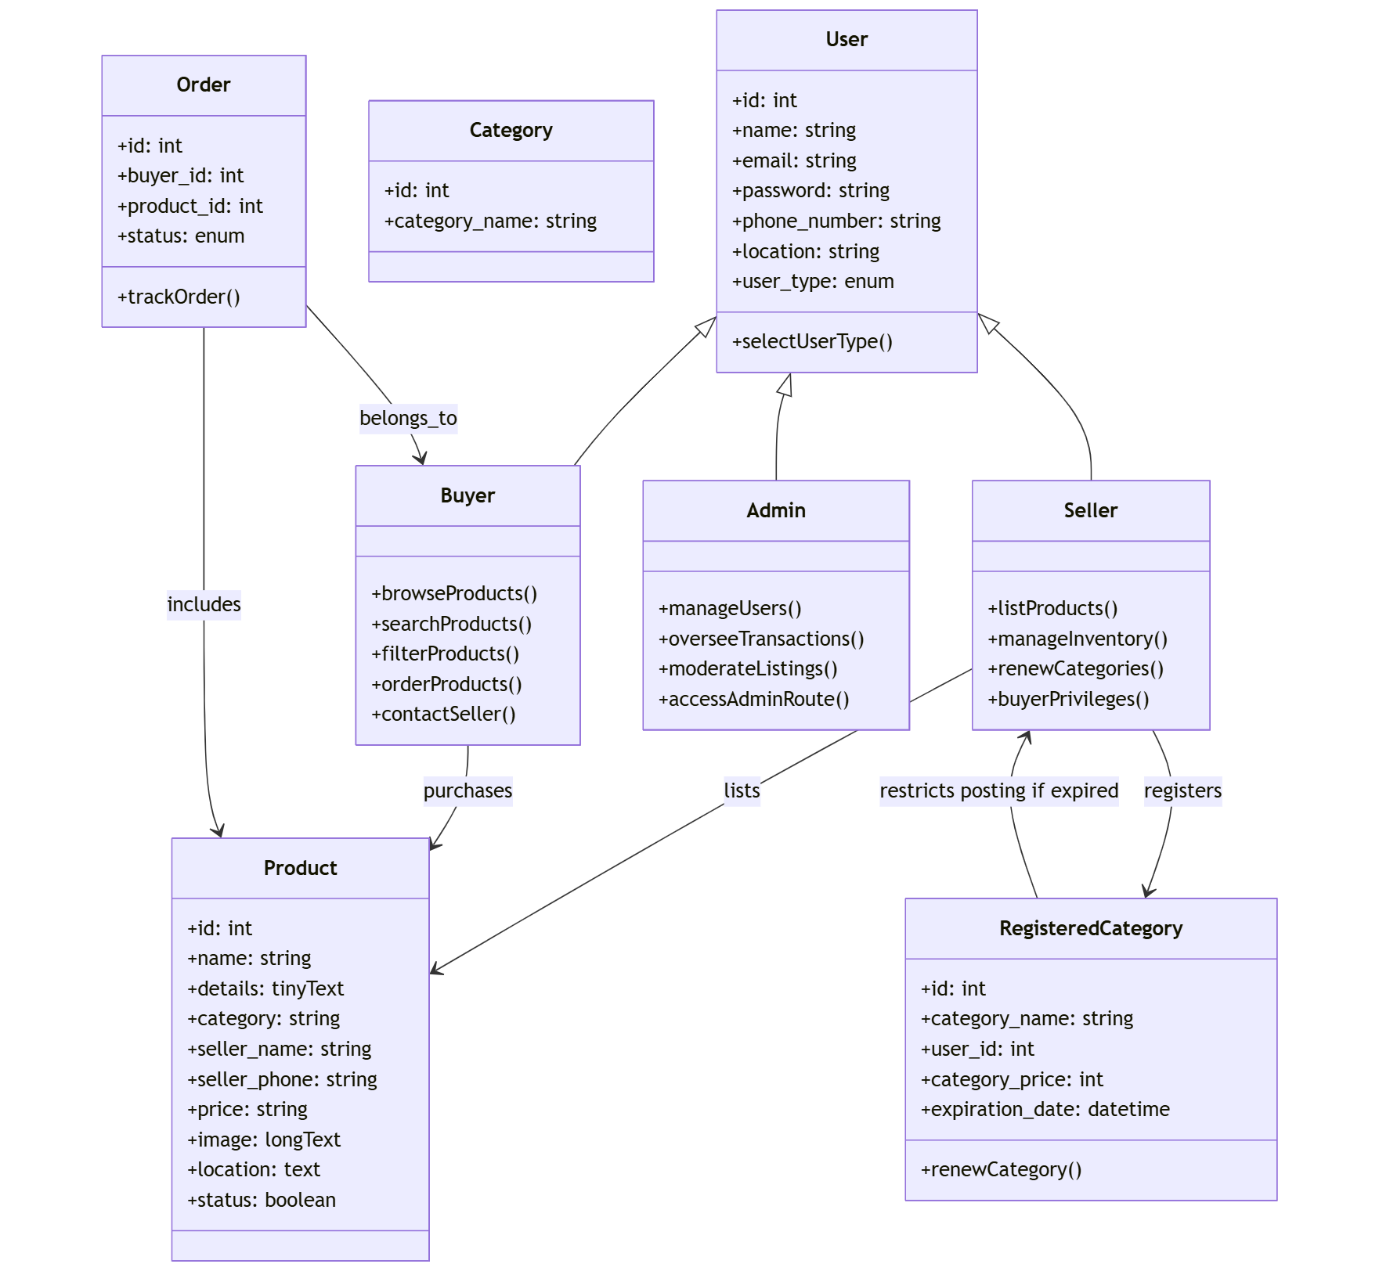 Order
+id: int
+buyer_id: int
+product_id: int
+status: enum
+trackOrder()
Category
+id: int
+category_name: string
User
+id: int
+name: string
+email: string
+password: string
+phone_number: string
+location: string
+user_type: enum
+selectUserType()
belongs_to
includes
Buyer
+browseProducts()
+searchProducts()
+filterProducts()
+orderProducts()
+contactSeller()
Admin
+manageUsers()
+overseeTransactions()
+moderateListings()
+accessAdminRoute()
Seller
+listProducts()
+manageInventory()
+renewCategories()
+buyerPrivileges()
purchases
lists
restricts posting if expired
registers
Product
+id: int
+name: string
+details: tinyText
+category: string
+seller_name: string
+seller_phone: string
+price: string
+image: longText
+location: text
+status: boolean
RegisteredCategory
+id: int
+category_name: string
+user_id: int
+category_price: int
+expiration_date: datetime
+renewCategory()